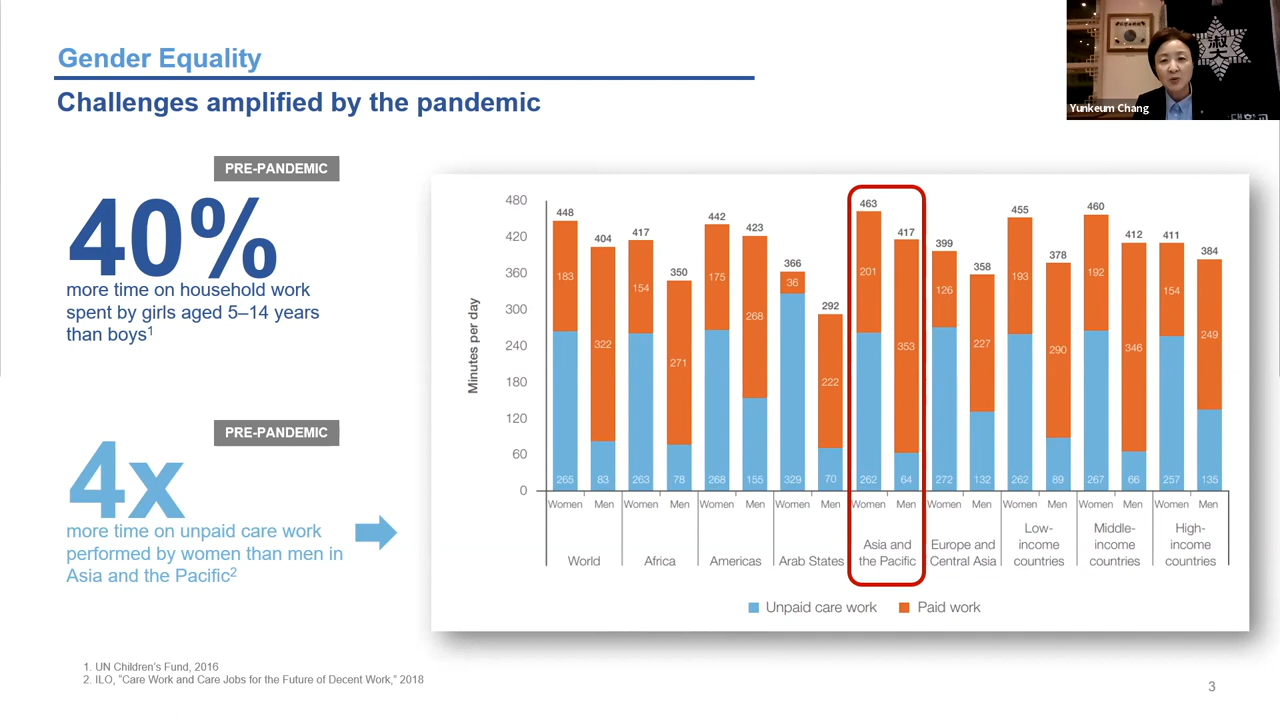 Gender Equality
Challenges amplified by the pandemic
Yunkeum Chang
PRE-PANDEMIC
40%
more time on household work
spent by girls aged 5–14 years
than boys1
PRE-PANDEMIC
4x
more time on unpaid care work
performed by women than men in
Asia and the Pacific2
Minutes per day
480
420
360
300
240
180
120
60
0
448 404 417 350 442 423 366 292 463 417 399 358 455 378 460 412 411 384
183 322 154 271 175 268 36 222 201 353 126 227 193 290 192 346 154 249
265 83 263 78 268 155 329 70 262 64 272 132 262 89 267 66 257 135
Women Men Women Men Women Men Women Men Women Men Women Men Women Men Women Men Women Men
World
Africa
Americas
Arab States
Asia and
the Pacific
Europe and
Central Asia
Low-
income
countries
Middle-
income
countries
High-
income
countries
Unpaid care work Paid work
1. UN Children's Fund, 2016
2. ILO, “Care Work and Care Jobs for the Future of Decent Work,” 2018
3